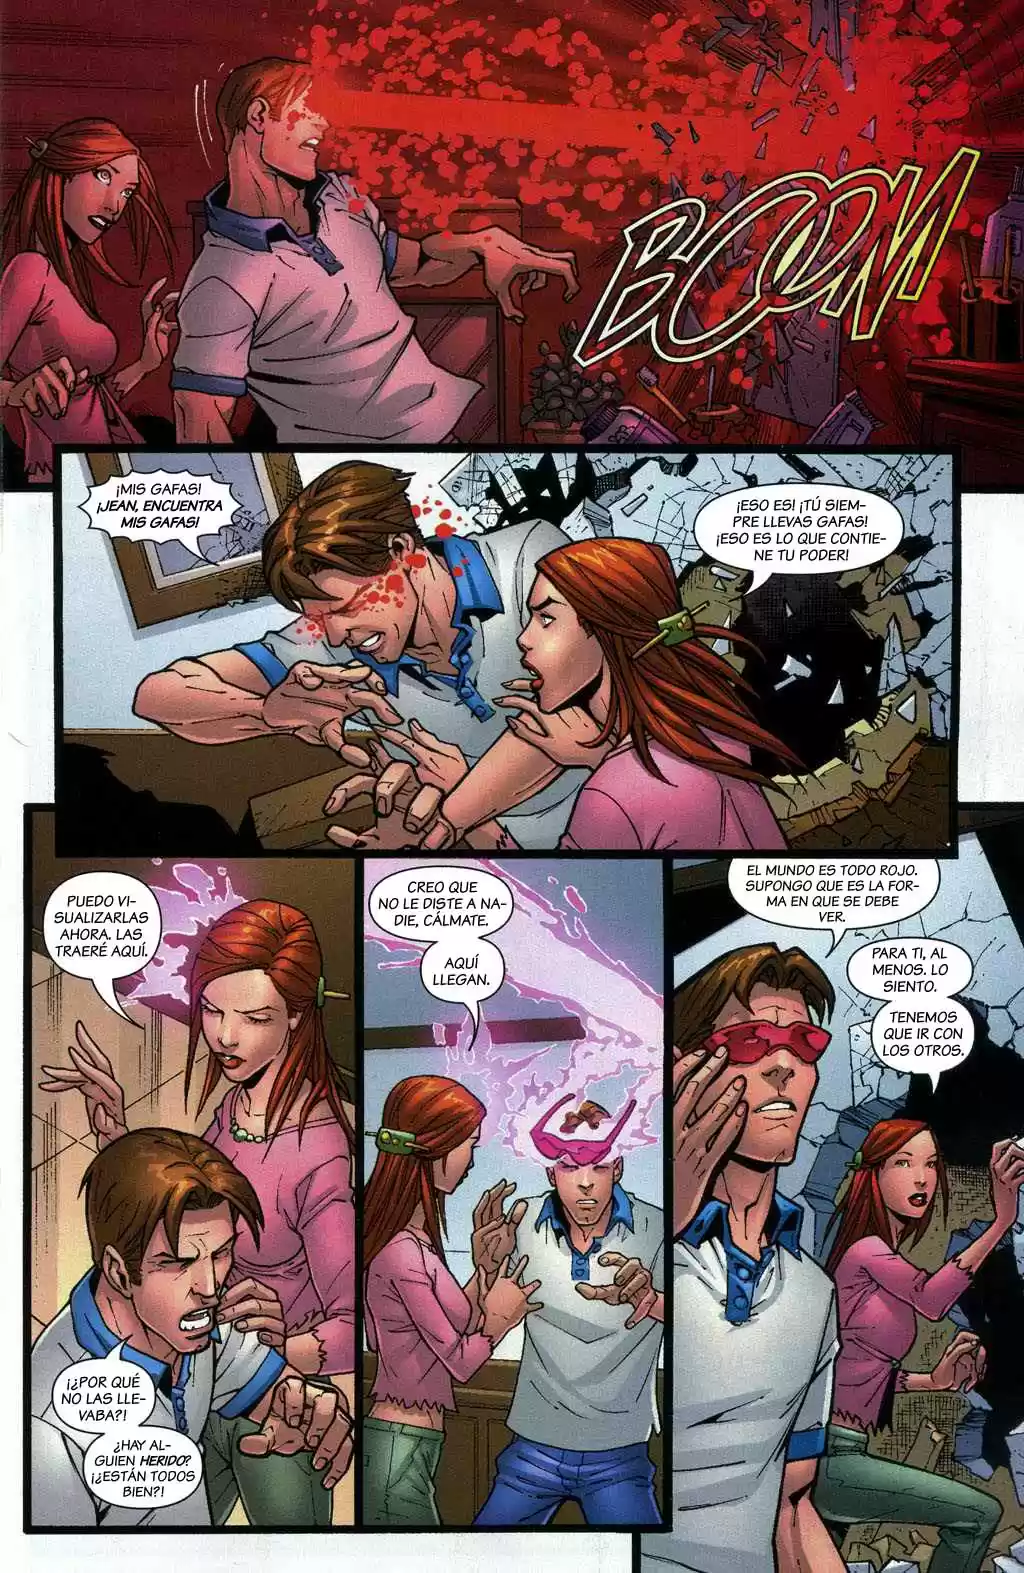 BOOM
¡MIS GAFAS!
¡JEAN, ENCUENTRA
MIS GAFAS!
¡ESO ES! ¡TÚ SIEM-
PRE LLEVAS GAFAS!
¡ESO ES LO QUE CONTIE-
NE TU PODER!
PUEDO VI-
SUALIZARLAS
AHORA. LAS
TRAERÉ AQUÍ.
¡¿POR QUÉ
NO LAS LLE-
VABA?!
¿HAY AL-
GUIEN HERIDO?
¡¿ESTÁN TODOS
BIEN?!
CREO QUE
NO LE DISTE A NA-
DIE, CÁLMATE.
AQUÍ
LLEGAN.
EL MUNDO ES TODO ROJO.
SUPONGO QUE ES LA FOR-
MA EN QUE SE DEBE
VER.
PARA TI, AL
MENOS. LO
SIENTO.
TENEMOS
QUE IR CON
LOS OTROS.